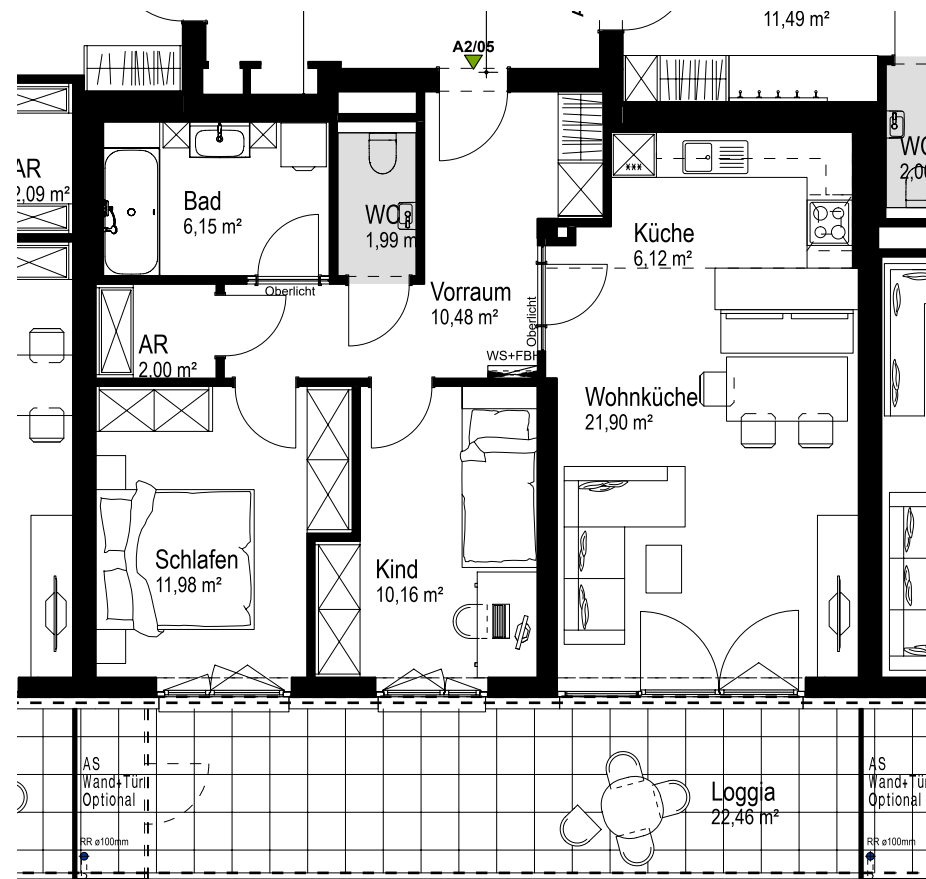 11,49 m²
A2/05
AR
2,09 m²
Bad
6,15 m²
WC
1,99 m
Küche
6,12 m²
WC
2,00
Oberlicht
Vorraum
10,48 m²
Oberlicht
AR
2,00 m²
WS+FBH
Wohnküche
21,90 m²
Schlafen
11,98 m²
Kind
10,16 m²
AS
Wand+Tür
Optional
RR ø100mm
Loggia
22,46 m²
AS
Wand+Tür
Optional
RR ø100mm